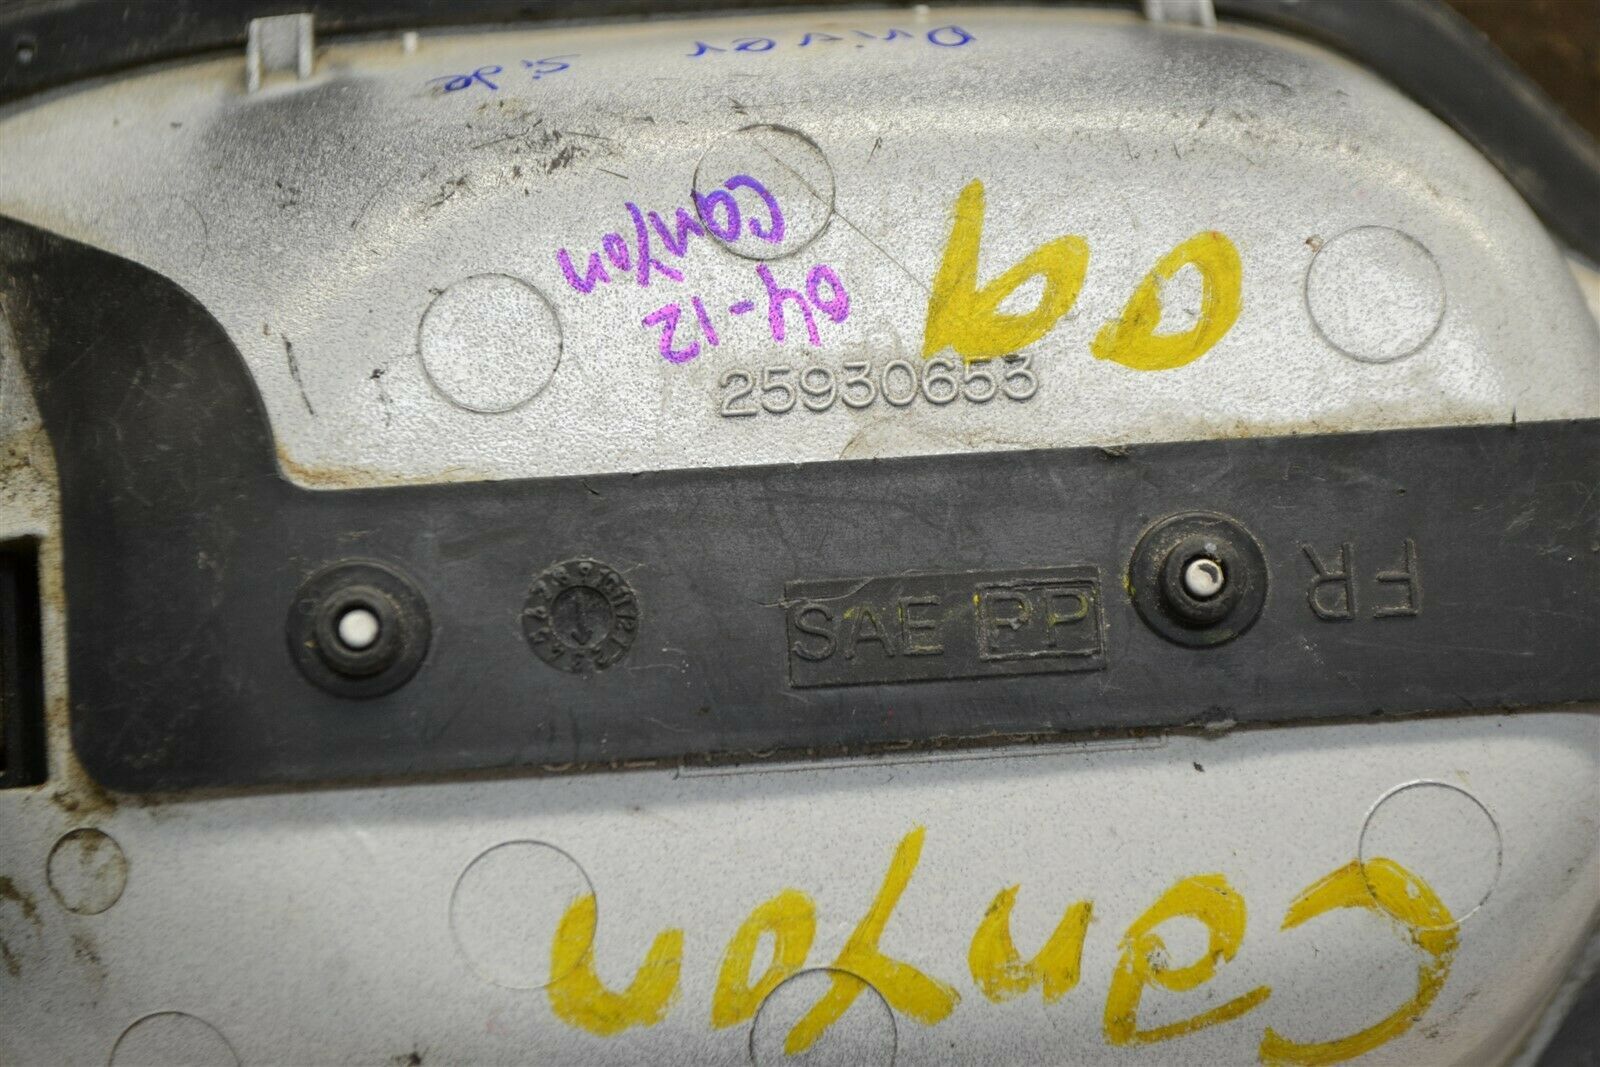 Driver side
04-12
Canyon
09
25930653
SAE PP
FR
Canyon